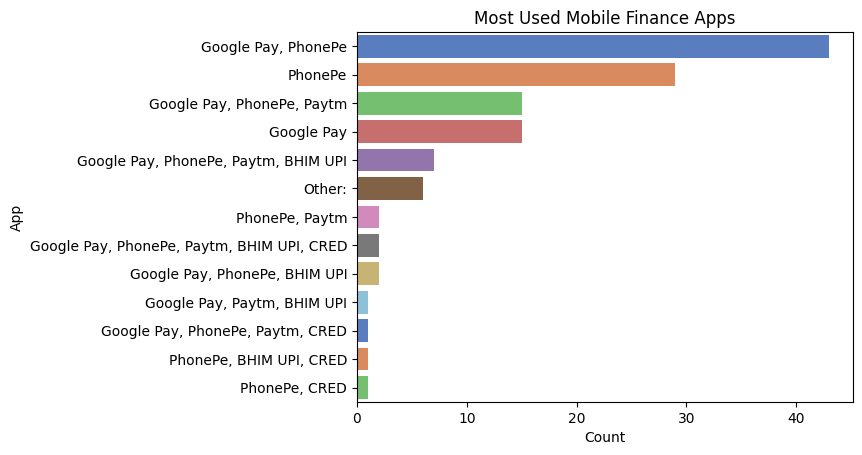 Most Used Mobile Finance Apps
Google Pay, PhonePe
PhonePe
Google Pay, PhonePe, Paytm
Google Pay
Google Pay, PhonePe, Paytm, BHIM UPI
Other:
PhonePe, Paytm
Google Pay, PhonePe, Paytm, BHIM UPI, CRED
Google Pay, PhonePe, BHIM UPI
Google Pay, Paytm, BHIM UPI
Google Pay, PhonePe, Paytm, CRED
PhonePe, BHIM UPI, CRED
PhonePe, CRED
App
0 10 20 30 40
Count